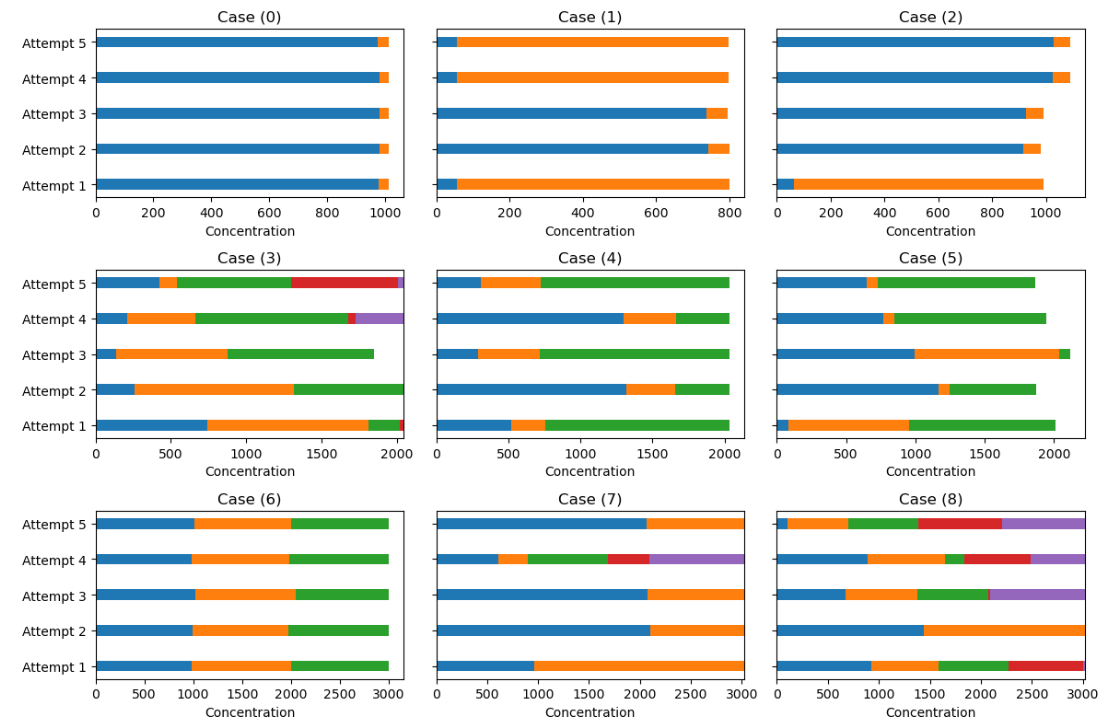 Case (0) Case (1) Case (2)
Attempt 5
Attempt 4
Attempt 3
Attempt 2
Attempt 1
0 200 400 600 800 1000 0 200 400 600 800 0 200 400 600 800 1000
Concentration Concentration Concentration
Case (3) Case (4) Case (5)
Attempt 5
Attempt 4
Attempt 3
Attempt 2
Attempt 1
0 500 1000 1500 2000 0 500 1000 1500 2000 0 500 1000 1500 2000
Concentration Concentration Concentration
Case (6) Case (7) Case (8)
Attempt 5
Attempt 4
Attempt 3
Attempt 2
Attempt 1
0 500 1000 1500 2000 2500 3000 0 500 1000 1500 2000 2500 3000 0 500 1000 1500 2000 2500 3000
Concentration Concentration Concentration